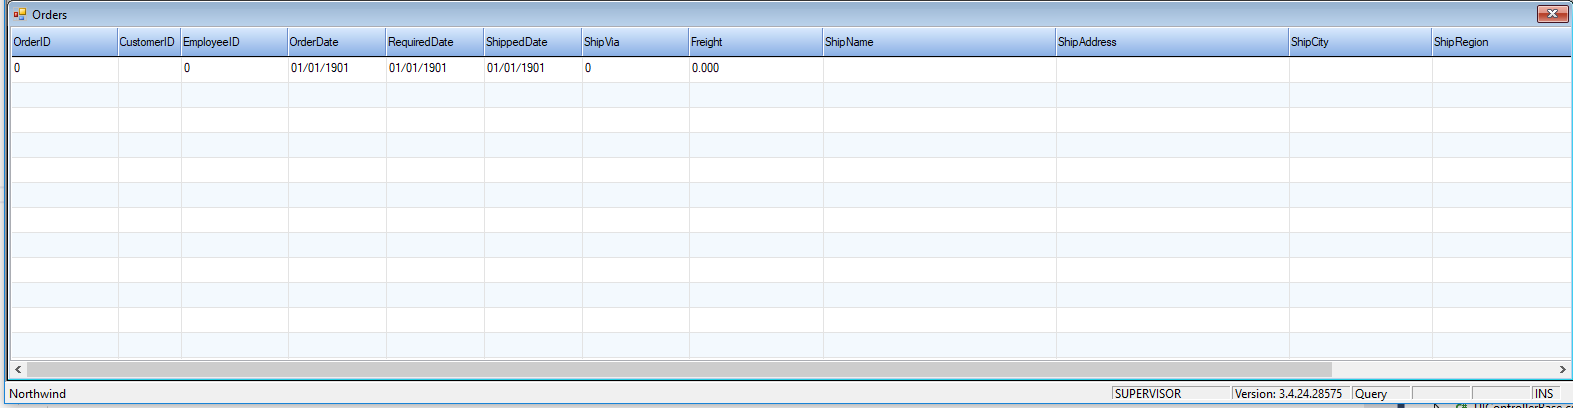 Orders
OrderID CustomerID EmployeeID OrderDate RequiredDate ShippedDate ShipVia Freight ShipName ShipAddress ShipCity ShipRegion
0 0 01/01/1901 01/01/1901 01/01/1901 0 0.000
Northwind SUPERVISOR Version: 3.4.24.28575 Query INS